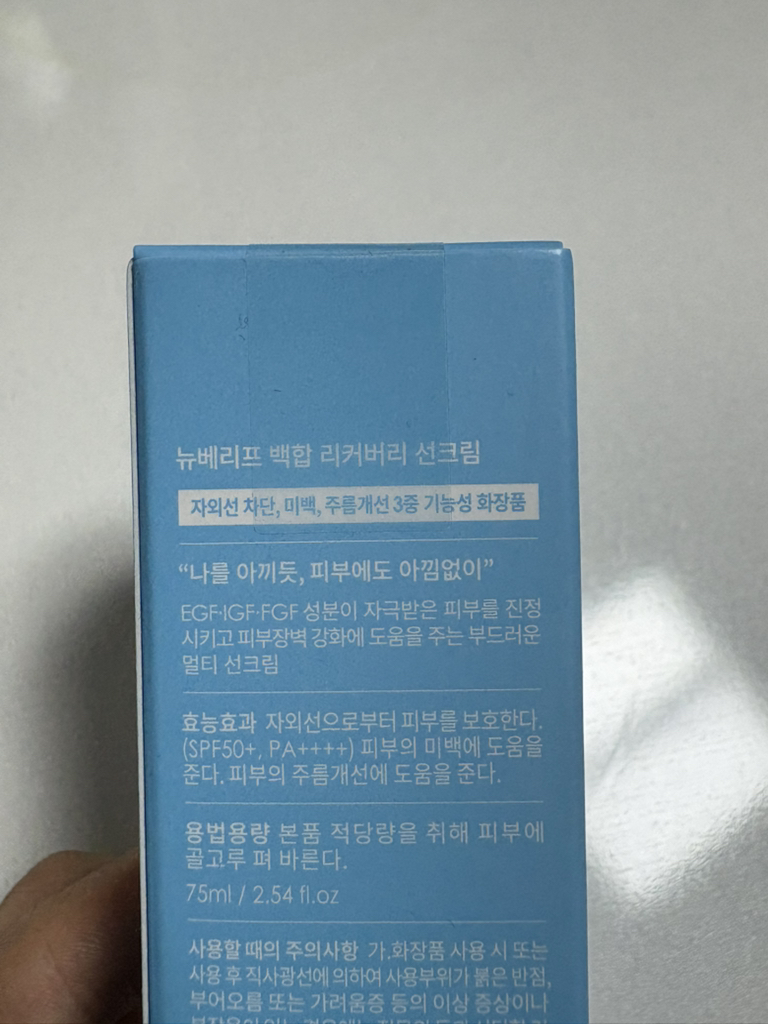 뉴베리프 백합 리커버리 선크림
자외선 차단, 미백, 주름개선 3중 기능성 화장품
“나를 아끼듯, 피부에도 아낌없이”
EGF·IGF·FGF 성분이 자극받은 피부를 진정
시키고 피부장벽 강화에 도움을 주는 부드러운
멀티 선크림
효능효과 자외선으로부터 피부를 보호한다.
(SPF50+, PA++++) 피부의 미백에 도움을
준다. 피부의 주름개선에 도움을 준다.
용법용량 본품 적당량을 취해 피부에
골고루 펴 바른다.
75ml / 2.54 fl.oz
사용할 때의 주의사항 가.화장품 사용 시 또는
사용 후 직사광선에 의하여 사용부위가 붉은 반점,
부어오름 또는 가려움증 등의 이상 증상이나